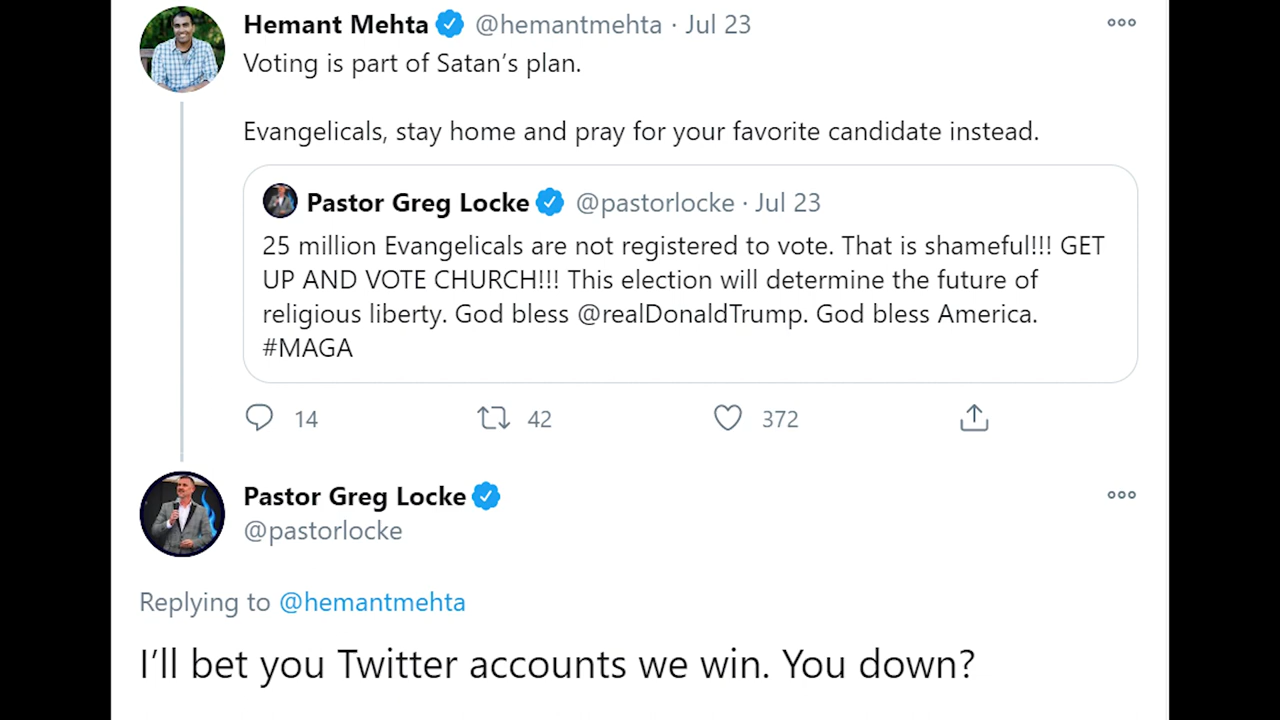 Hemant Mehta @hemantmehta · Jul 23
Voting is part of Satan’s plan.
Evangelicals, stay home and pray for your favorite candidate instead.
Pastor Greg Locke @pastorlocke · Jul 23
25 million Evangelicals are not registered to vote. That is shameful!!! GET
UP AND VOTE CHURCH!!! This election will determine the future of
religious liberty. God bless @realDonaldTrump. God bless America.
#MAGA
14 42 372
Pastor Greg Locke
@pastorlocke
Replying to @hemantmehta
I’ll bet you Twitter accounts we win. You down?